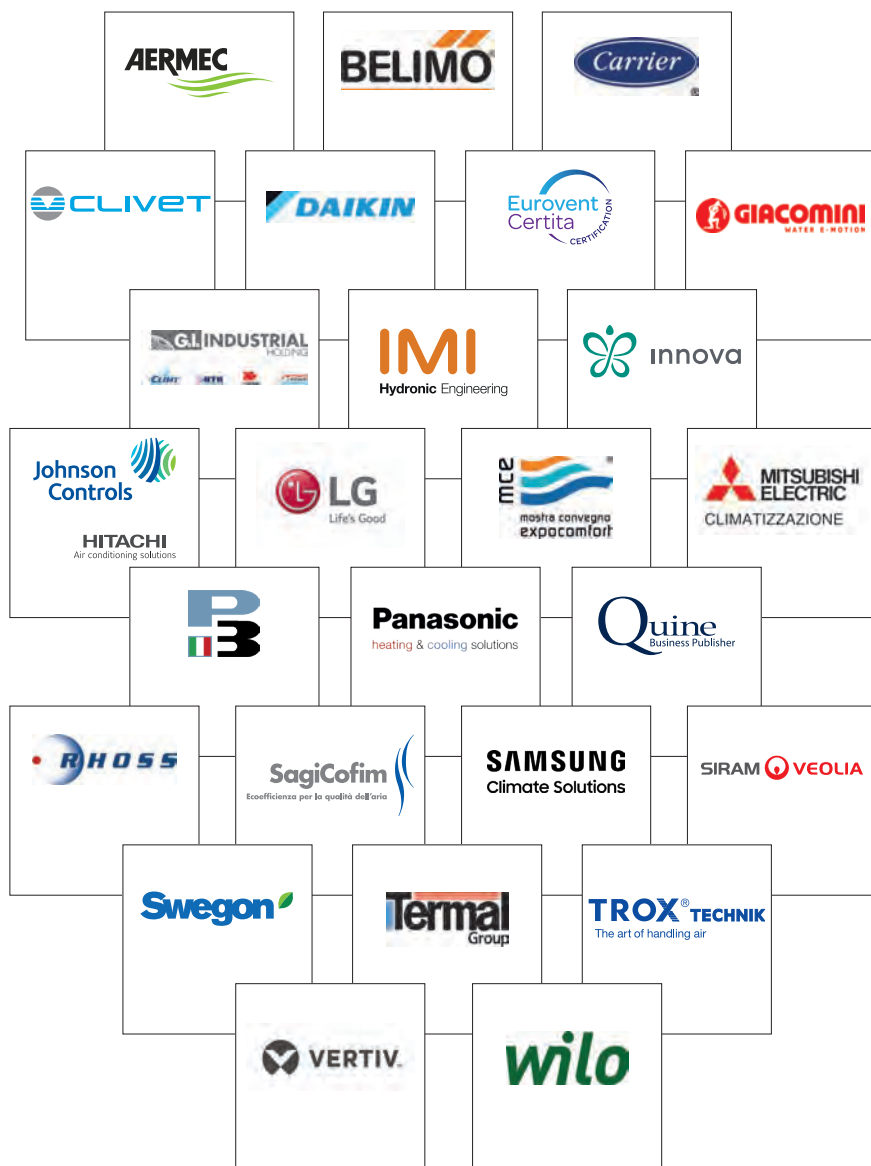 AERMEC
BELIMO®
Carrier
®
CLIVET
DAIKIN
Eurovent
Certita
CERTIFICATION
GIACOMINI
WATER E-MOTION
G.I. INDUSTRIAL
HOLDING
CLINT
IMI
Hydronic Engineering
innova
Johnson
Controls
HITACHI
Air conditioning solutions
LG
Life's Good
mce
mostra convegno
expocomfort
MITSUBISHI
ELECTRIC
CLIMATIZZAZIONE
P3
Panasonic
heating & cooling solutions
Quine
Business Publisher
RHOSS
SagiCofim
Ecoefficienza per la qualità dell'aria
SAMSUNG
Climate Solutions
SIRAM VEOLIA
Swegon
Termal
Group
TROX® TECHNIK
The art of handling air
VERTIV.
wilo